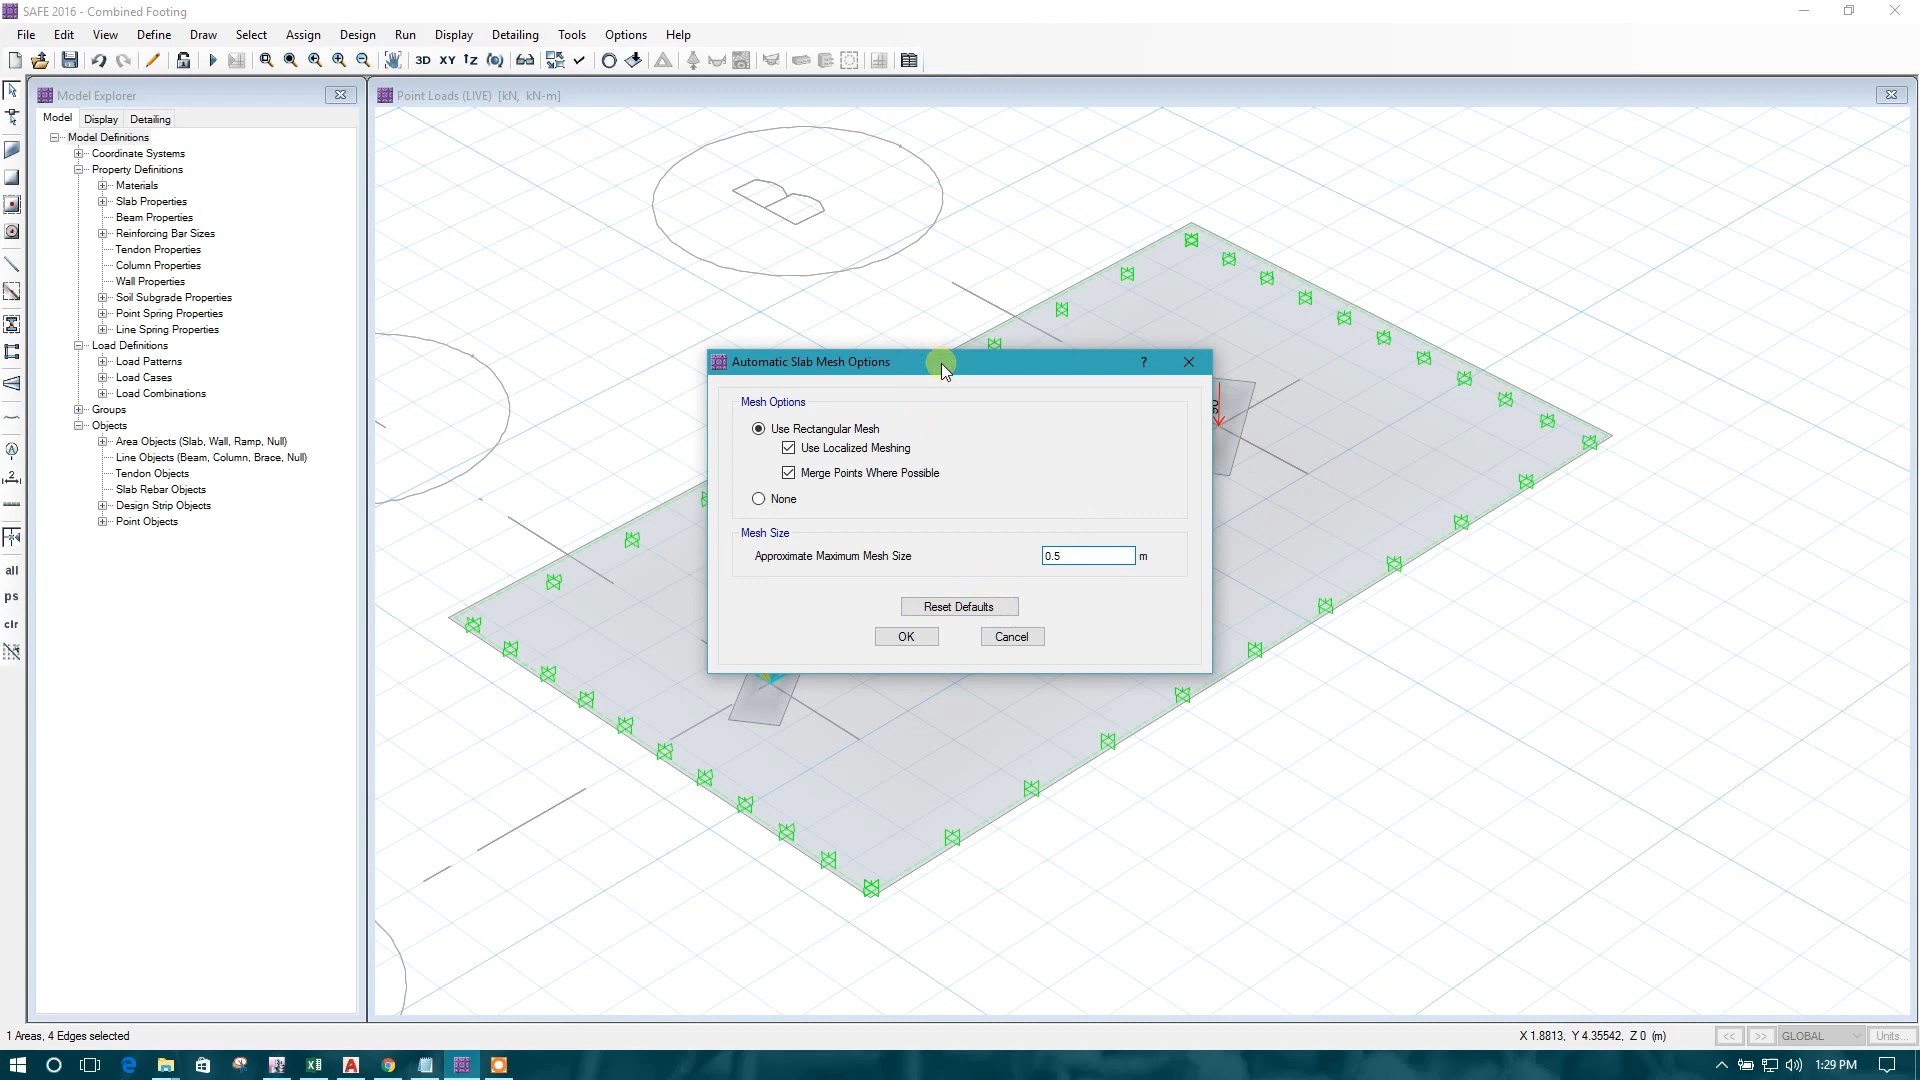 SAFE 2016 - Combined Footing
File Edit View Define Draw Select Assign Design Run Display Detailing Tools Options Help
3D XY
Model Explorer
Model Display Detailing
Model Definitions
Coordinate Systems
Property Definitions
Materials
Slab Properties
Beam Properties
Reinforcing Bar Sizes
Tendon Properties
Column Properties
Wall Properties
Soil Subgrade Properties
Point Spring Properties
Line Spring Properties
Load Definitions
Load Patterns
Load Cases
Load Combinations
Groups
Objects
Area Objects (Slab, Wall, Ramp, Null)
Line Objects (Beam, Column, Brace, Null)
Tendon Objects
Slab Rebar Objects
Design Strip Objects
Point Objects
all
ps
clr
Point Loads (LIVE) [kN, kN-m]
B
Automatic Slab Mesh Options ?
Mesh Options
Use Rectangular Mesh
Use Localized Meshing
Merge Points Where Possible
None
Mesh Size
Approximate Maximum Mesh Size 0.5 m
Reset Defaults
OK Cancel
1 Areas, 4 Edges selected
X 1.8813, Y 4.35542, Z 0 (m) << >> GLOBAL Units...
1:29 PM